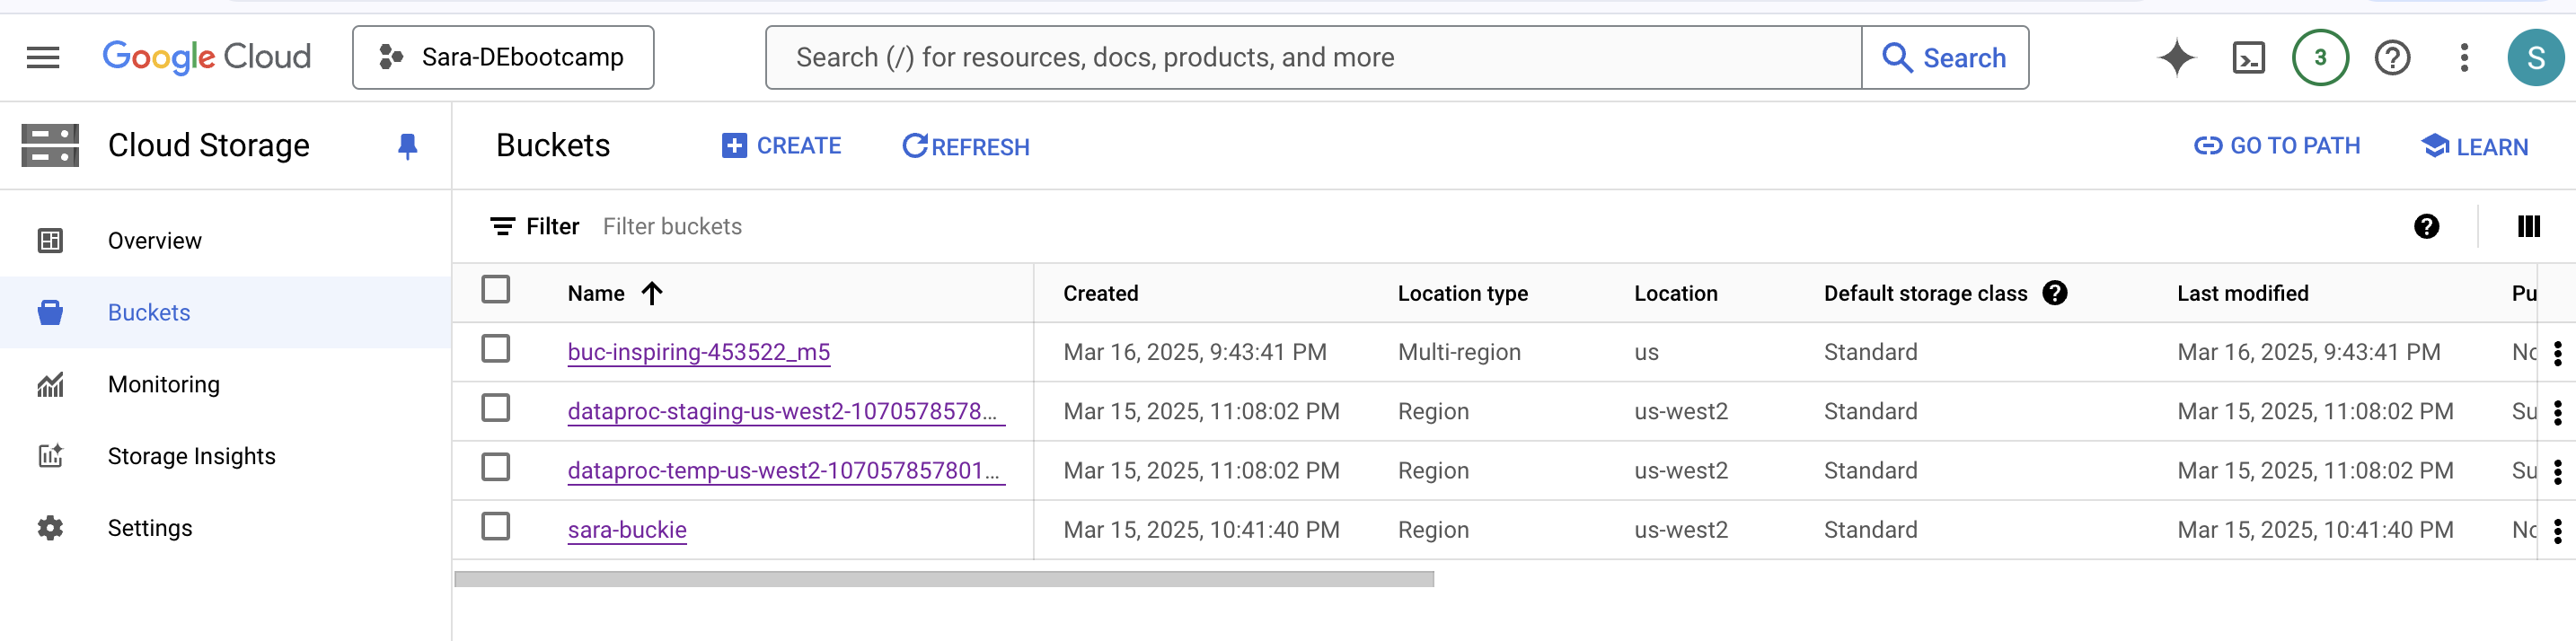 Google Cloud
Sara-DEbootcamp
Search (/) for resources, docs, products, and more
Search
3
S
Cloud Storage
Buckets
CREATE
REFRESH
GO TO PATH
LEARN
Overview
Buckets
Monitoring
Storage Insights
Settings
Filter Filter buckets
Name Created Location type Location Default storage class Last modified Pu
buc-inspiring-453522_m5 Mar 16, 2025, 9:43:41 PM Multi-region us Standard Mar 16, 2025, 9:43:41 PM No
dataproc-staging-us-west2-1070578578... Mar 15, 2025, 11:08:02 PM Region us-west2 Standard Mar 15, 2025, 11:08:02 PM Su
dataproc-temp-us-west2-107057857801... Mar 15, 2025, 11:08:02 PM Region us-west2 Standard Mar 15, 2025, 11:08:02 PM Su
sara-buckie Mar 15, 2025, 10:41:40 PM Region us-west2 Standard Mar 15, 2025, 10:41:40 PM No